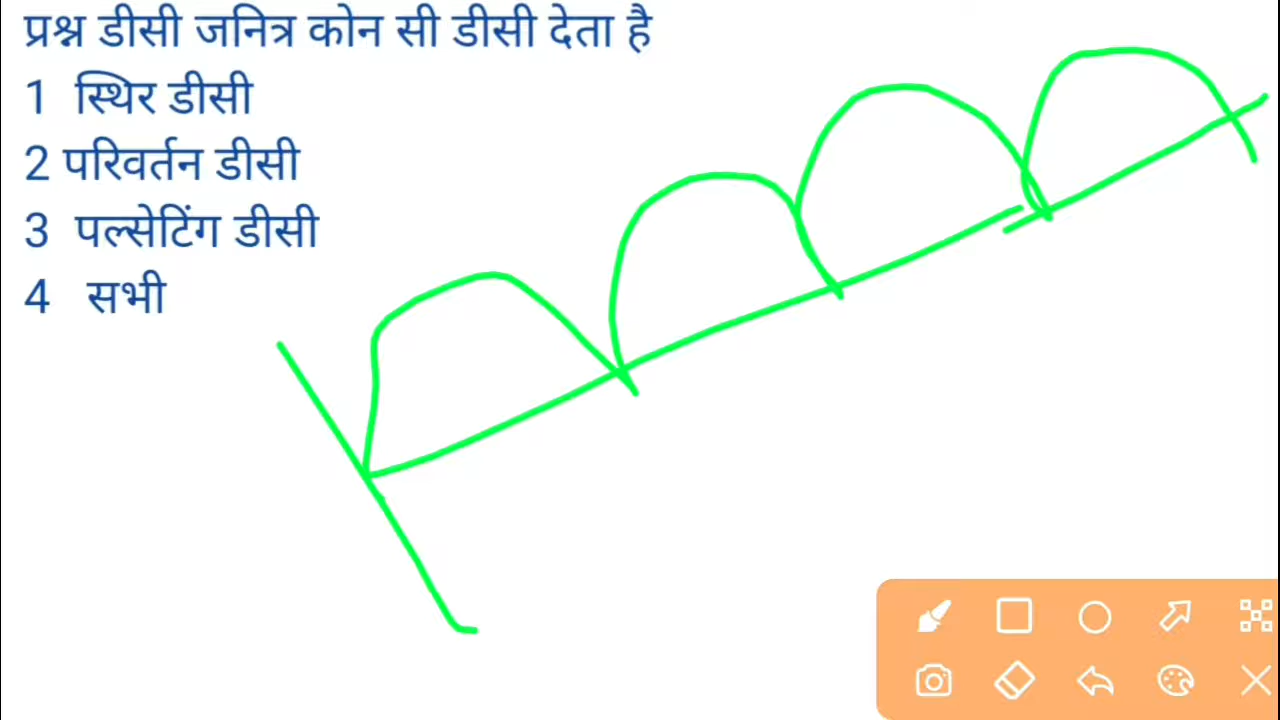 प्रश्न डीसी जनित्र कोन सी डीसी देता है
1 स्थिर डीसी
2 परिवर्तन डीसी
3 पल्सेटिंग डीसी
4 सभी